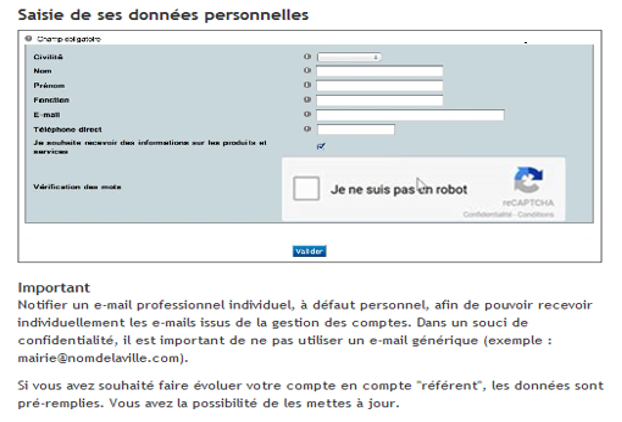 Saisie de ses données personnelles
Champ obligatoire
Civilité
Nom
Prénom
Fonction
E-mail
Téléphone direct
Je souhaite recevoir des informations sur les produits et
services
Vérification des mots
Je ne suis pas un robot
reCAPTCHA
Confidentialité - Conditions
Valider
Important
Notifier un e-mail professionnel individuel, à défaut personnel, afin de pouvoir recevoir
individuellement les e-mails issus de la gestion des comptes. Dans un souci de
confidentialité, il est important de ne pas utiliser un e-mail générique (exemple :
mairie@nomdelaville.com).
Si vous avez souhaité faire évoluer votre compte en compte "référent", les données sont
pré-remplies. Vous avez la possibilité de les mettes à jour.